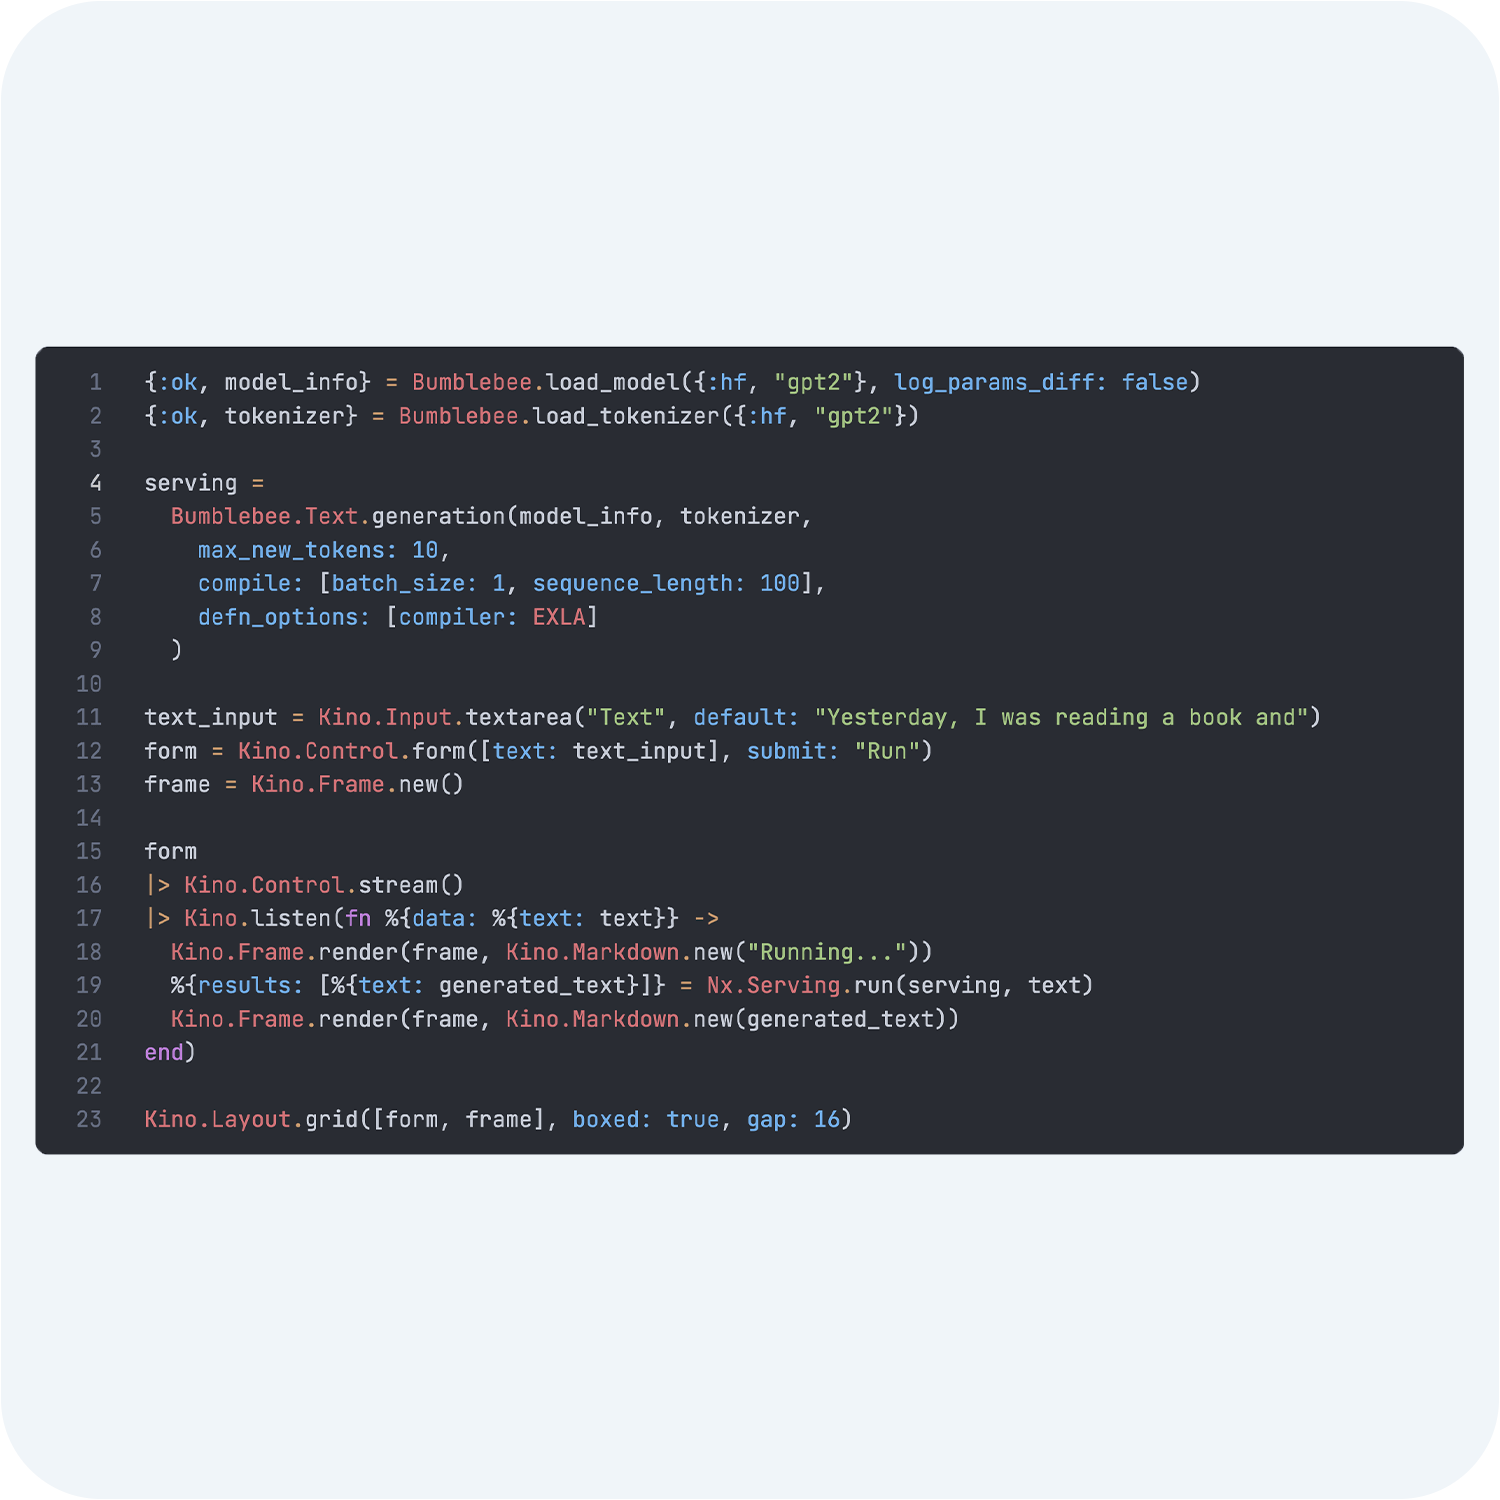 1 {:ok, model_info} = Bumblebee.load_model({:hf, "gpt2"}, log_params_diff: false)
2 {:ok, tokenizer} = Bumblebee.load_tokenizer({:hf, "gpt2"})
3
4 serving =
5   Bumblebee.Text.generation(model_info, tokenizer,
6     max_new_tokens: 10,
7     compile: [batch_size: 1, sequence_length: 100],
8     defn_options: [compiler: EXLA]
9   )
10
11 text_input = Kino.Input.textarea("Text", default: "Yesterday, I was reading a book and")
12 form = Kino.Control.form([text: text_input], submit: "Run")
13 frame = Kino.Frame.new()
14
15 form
16 |> Kino.Control.stream()
17 |> Kino.listen(fn %{data: %{text: text}} ->
18   Kino.Frame.render(frame, Kino.Markdown.new("Running..."))
19   %{results: [%{text: generated_text}]} = Nx.Serving.run(serving, text)
20   Kino.Frame.render(frame, Kino.Markdown.new(generated_text))
21 end)
22
23 Kino.Layout.grid([form, frame], boxed: true, gap: 16)